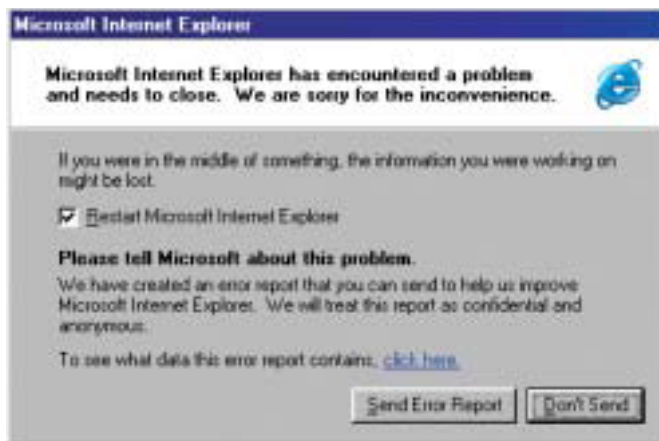 Microsoft Internet Explorer
Microsoft Internet Explorer has encountered a problem
and needs to close. We are sorry for the inconvenience.
If you were in the middle of something, the information you were working on
might be lost.
Restart Microsoft Internet Explorer
Please tell Microsoft about this problem.
We have created an error report that you can send to help us improve
Microsoft Internet Explorer. We will treat this report as confidential and
anonymous.
To see what data this error report contains, click here.
Send Error Report
Don't Send